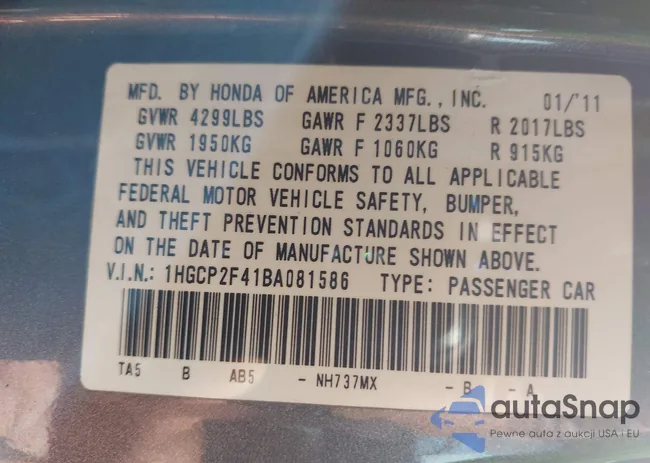 MFD. BY HONDA OF AMERICA MFG., INC. 01/'11
GVWR 4299LBS GAWR F 2337LBS R 2017LBS
GVWR 1950KG GAWR F 1060KG R 915KG
THIS VEHICLE CONFORMS TO ALL APPLICABLE
FEDERAL MOTOR VEHICLE SAFETY, BUMPER,
AND THEFT PREVENTION STANDARDS IN EFFECT
ON THE DATE OF MANUFACTURE SHOWN ABOVE.
V.I.N.: 1HGCP2F41BA081586 TYPE: PASSENGER CAR
TA5 B AB5 - NH737MX - B - A
autaSnap
Pewne auta z aukcji USA i EU